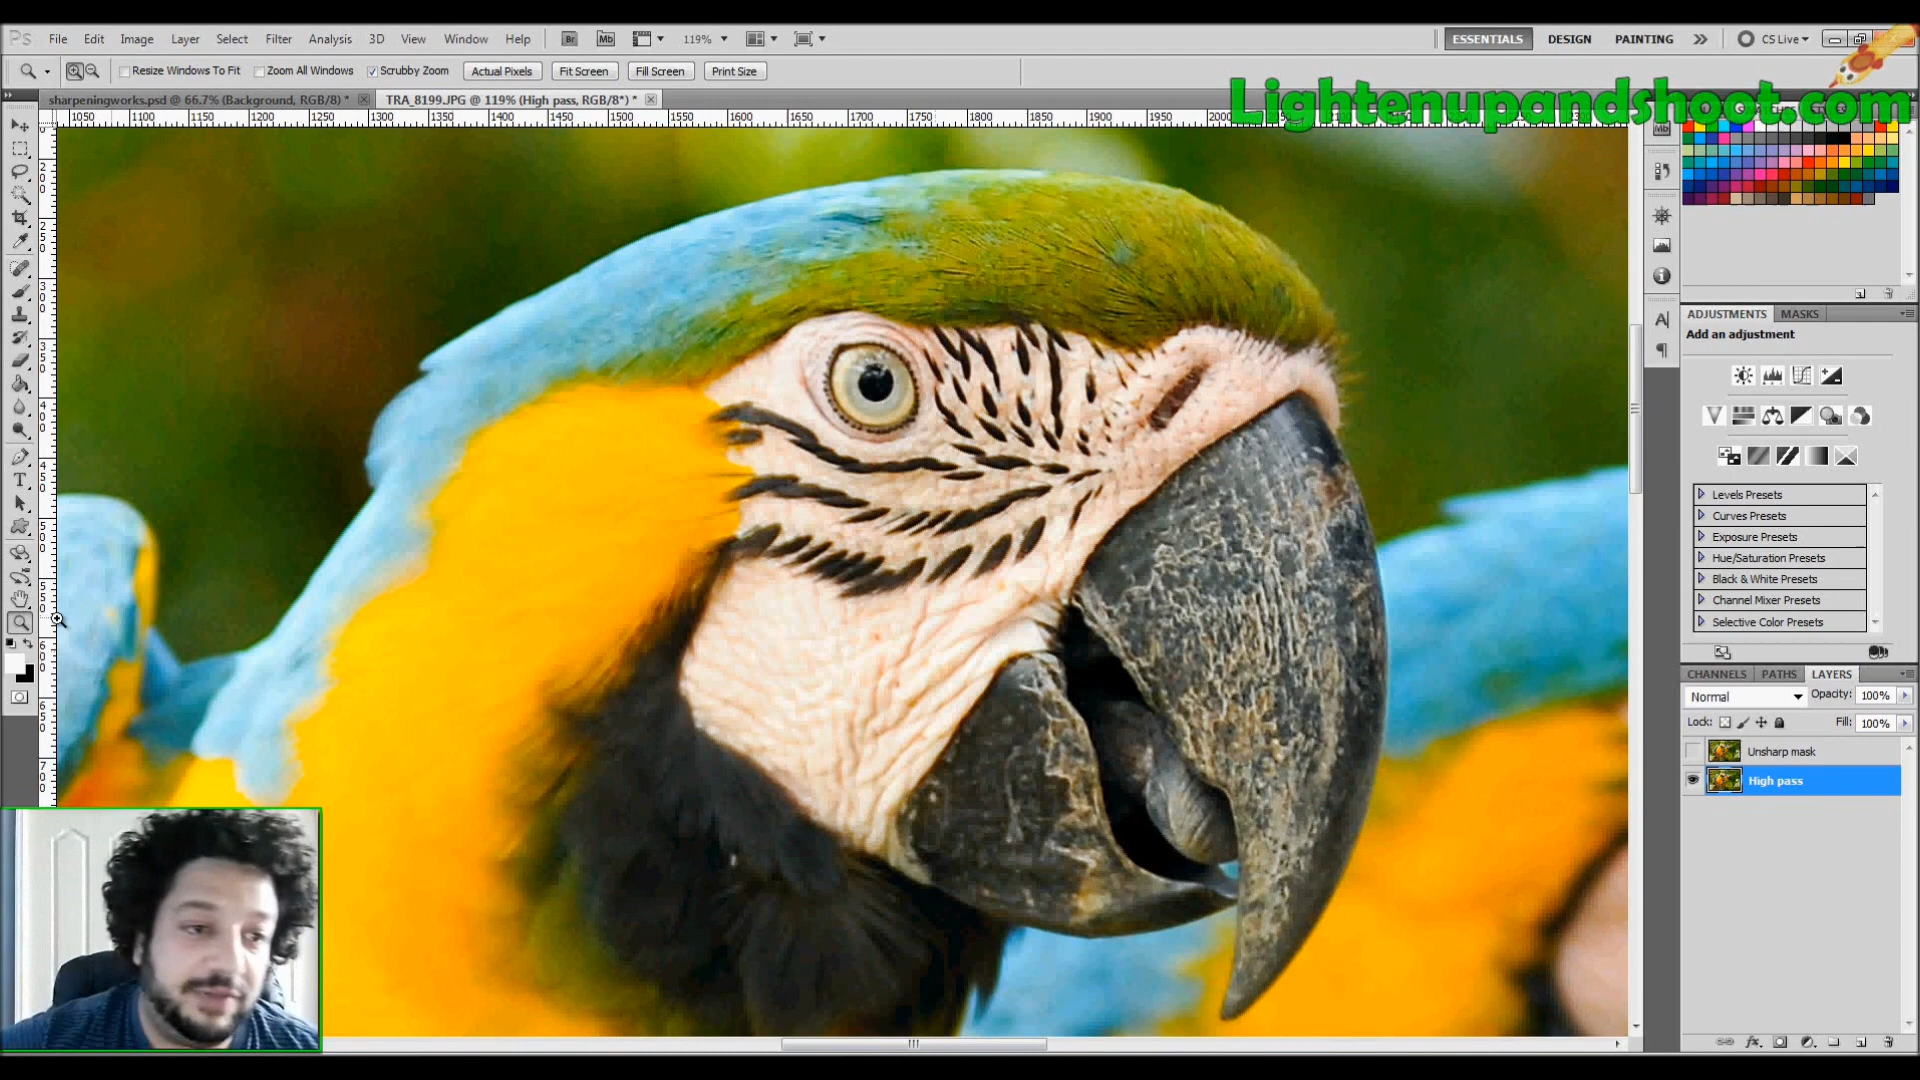 Ps File Edit Image Layer Select Filter Analysis 3D View Window Help Br Mb 119% ESSENTIALS DESIGN PAINTING CS Live
Resize Windows To Fit Zoom All Windows Scrubby Zoom Actual Pixels Fit Screen Fill Screen Print Size
Lightenupandshoot.com
sharpeningworks.psd @ 66.7% (Background, RGB/8) * TRA_8199.JPG @ 119% (High pass, RGB/8*) *
1050 1100 1150 1200 1250 1300 1350 1400 1450 1500 1550 1600 1650 1700 1750 1800 1850 1900 1950 2000
Mb
ADJUSTMENTS MASKS
Add an adjustment
Levels Presets
Curves Presets
Exposure Presets
Hue/Saturation Presets
Black & White Presets
Channel Mixer Presets
Selective Color Presets
CHANNELS PATHS LAYERS
Normal Opacity: 100%
Lock: Fill: 100%
Unsharp mask
High pass